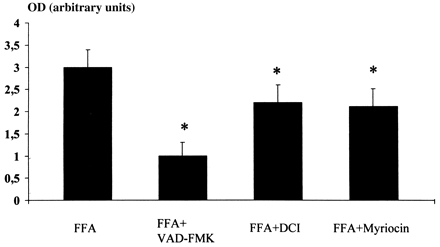 OD (arbitrary units)
4
3,5
3
2,5
2
1,5
1
0,5
0
*
*
*
FFA
FFA+
VAD-FMK
FFA+DCI
FFA+Myriocin